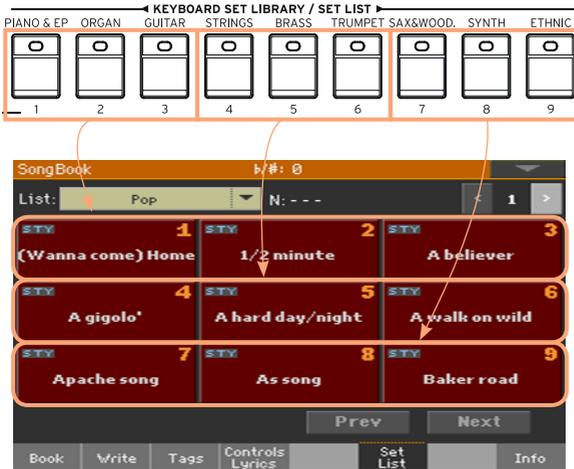 KEYBOARD SET LIBRARY / SET LIST
PIANO & EP ORGAN GUITAR STRINGS BRASS TRUMPET SAX&WOOD. SYNTH ETHNIC
1 2 3 4 5 6 7 8 9
SongBook b/#: 0
List: Pop N:--- < 1 >
STY 1 STY 2 STY 3
(Wanna come) Home 1/2 minute A believer
STY 4 STY 5 STY 6
A gigolo' A hard day/night A walk on wild
STY 7 STY 8 STY 9
Apache song As song Baker road
Prev Next
Book Write Tags Controls Lyrics Set List Info